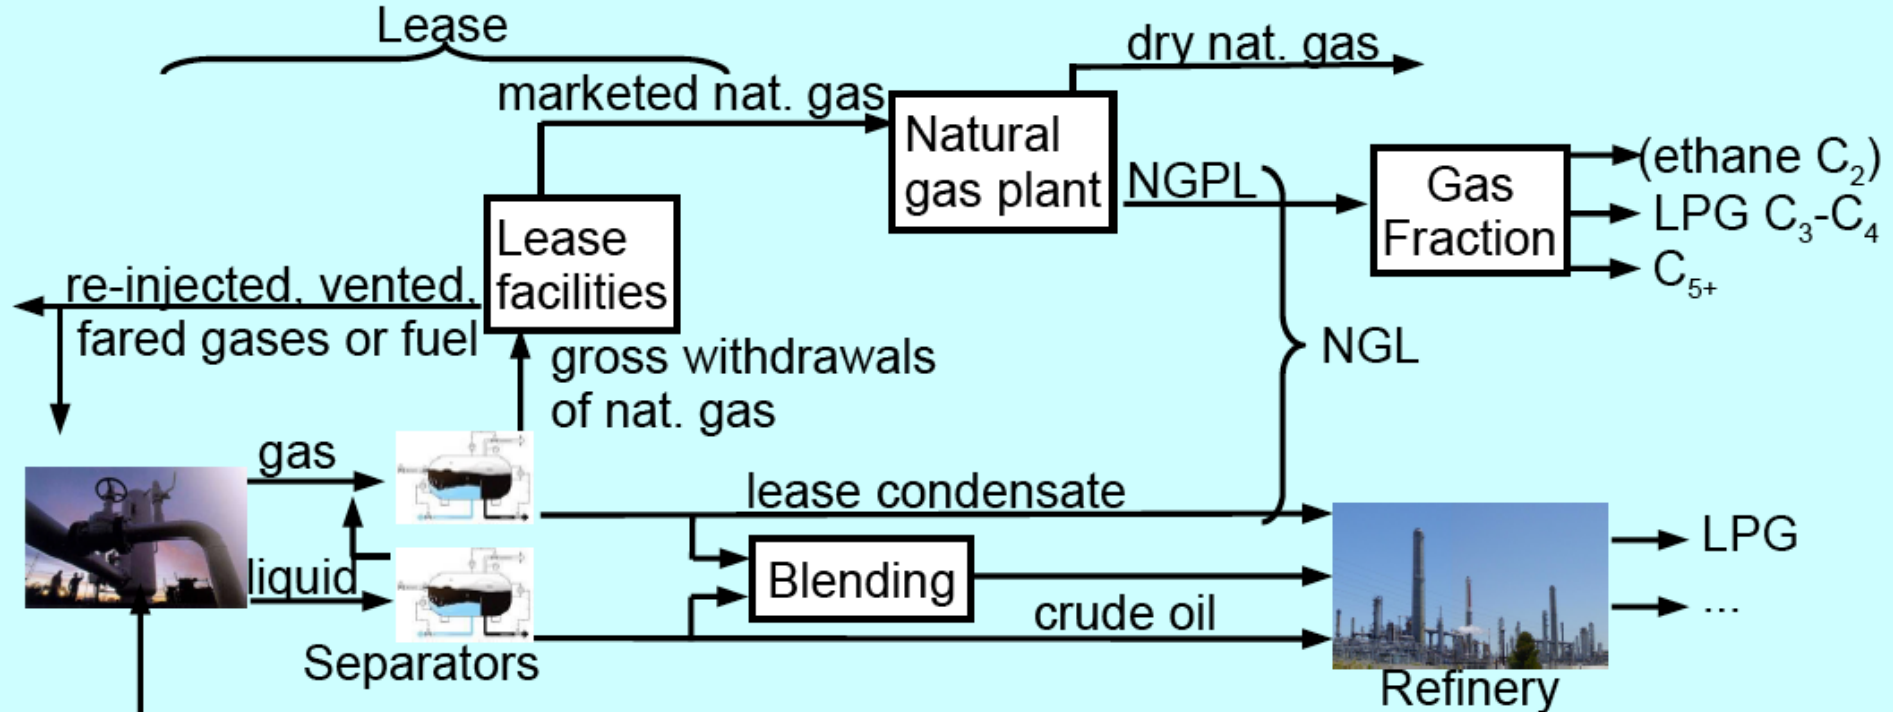 Lease
dry nat. gas
marketed nat. gas
Natural
gas plant
NGPL
Gas
Fraction
(ethane C₂)
LPG C₃-C₄
C₅₊
Lease
facilities
re-injected, vented,
fared gases or fuel
gross withdrawals
of nat. gas
NGL
gas
lease condensate
liquid
Blending
crude oil
LPG
...
Separators
Refinery